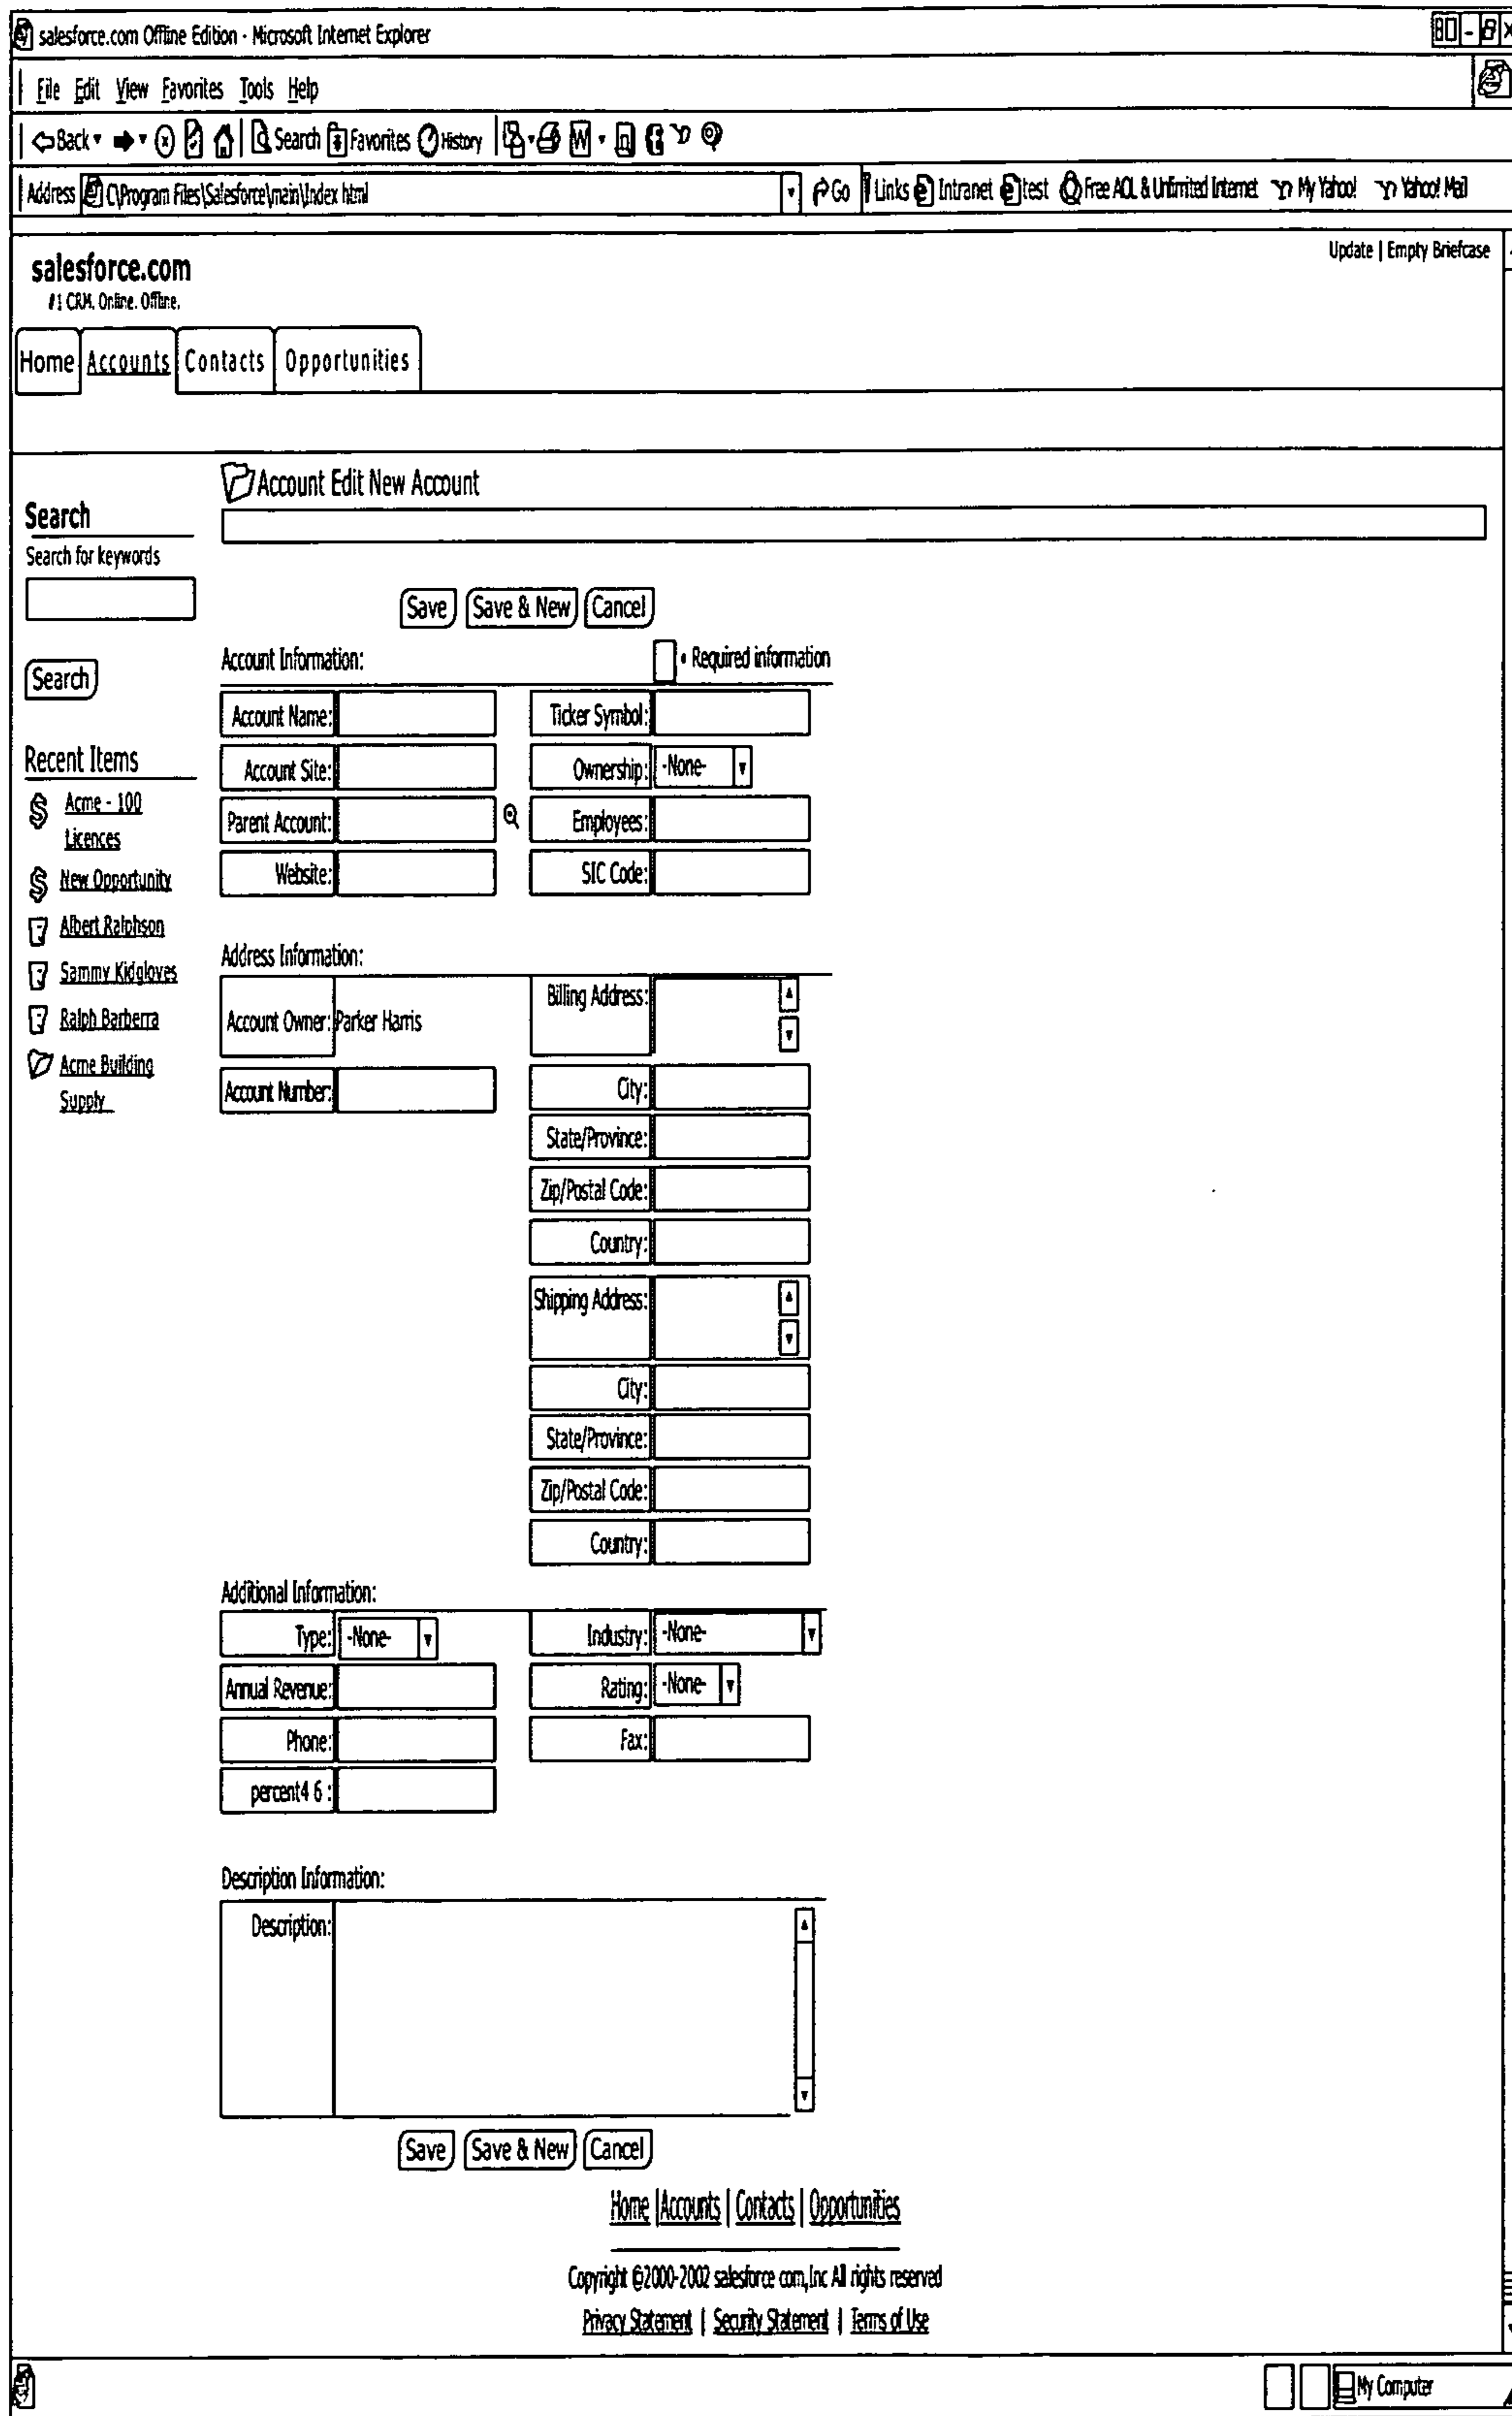 salesforce.com Offline Edition - Microsoft Internet Explorer
File Edit View Favorites Tools Help
Back Search Favorites History W
Address C:\Program Files\Salesforce\main\Index html Go Links Intranet test Free AOL & Unlimited Internet My Yahoo! Yahoo! Mail
Update | Empty Briefcase
salesforce.com
#1 CRM. Online. Offline.
Home Accounts Contacts Opportunities
Account Edit New Account
Search
Search for keywords
Search
Recent Items
Acme - 100
Licences
New Opportunity
Albert Ralphson
Sammy Kidgloves
Ralph Barberra
Acme Building
Supply
Save Save & New Cancel
Account Information: • Required information
Account Name: Ticker Symbol:
Account Site: Ownership: -None-
Parent Account: Employees:
Website: SIC Code:
Address Information:
Account Owner: Parker Harris Billing Address:
Account Number: City:
State/Province:
Zip/Postal Code:
Country:
Shipping Address:
City:
State/Province:
Zip/Postal Code:
Country:
Additional Information:
Type: -None- Industry: -None-
Annual Revenue: Rating: -None-
Phone: Fax:
percent4 6 :
Description Information:
Description:
Save Save & New Cancel
Home | Accounts | Contacts | Opportunities
Copyright ©2000-2002 salesforce com, Inc All rights reserved
Privacy Statement | Security Statement | Terms of Use
My Computer